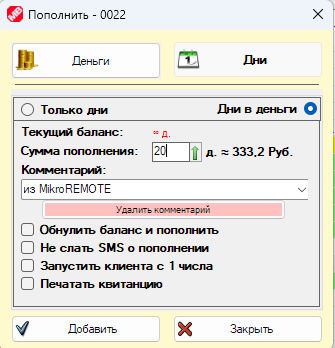 Пополнить - 0022
Деньги
Дни
Только дни
Дни в деньги
Текущий баланс: ∞ д.
Сумма пополнения: 20 д. ≈ 333,2 Руб.
Комментарий:
из MikroREMOTE
Удалить комментарий
Обнулить баланс и пополнить
Не слать SMS о пополнении
Запустить клиента с 1 числа
Печатать квитанцию
Добавить
Закрыть